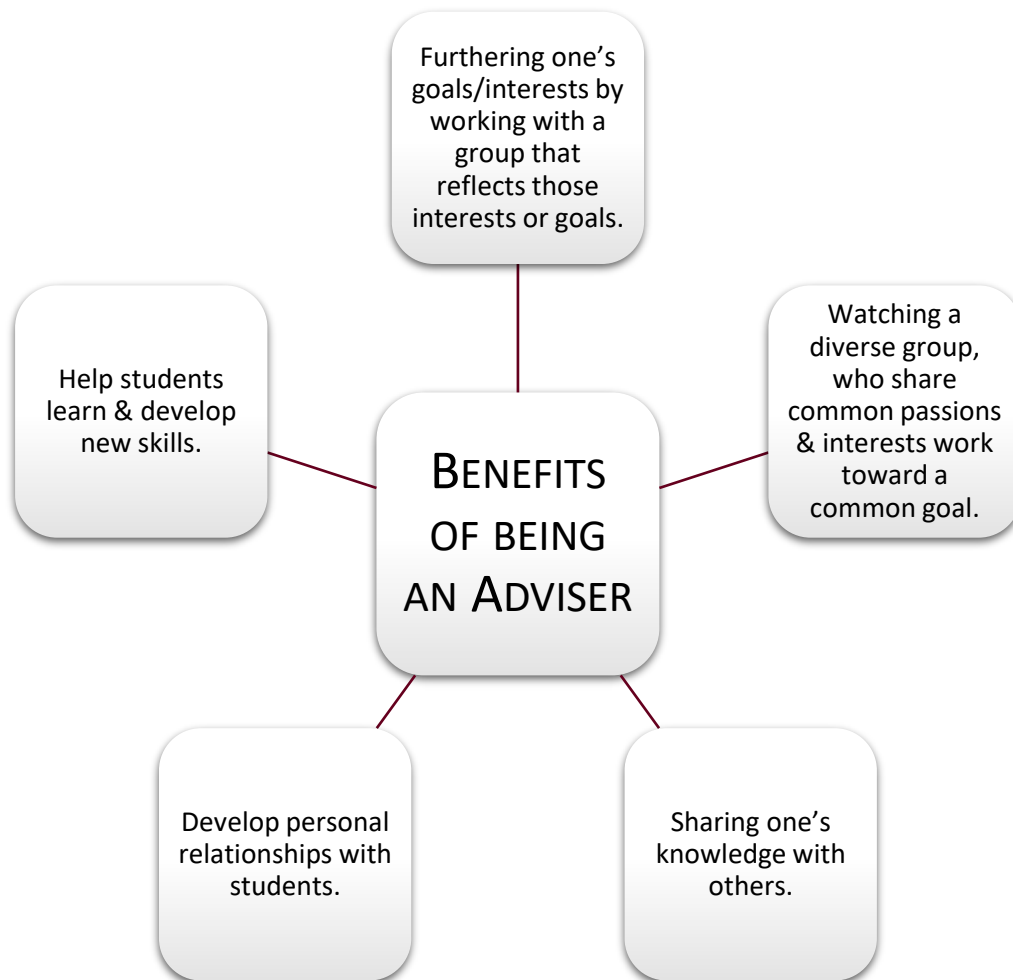 Furthering one’s
goals/interests by
working with a
group that
reflects those
interests or goals.
Watching a
diverse group,
who share
common passions
& interests work
toward a
common goal.
Help students
learn & develop
new skills.
BENEFITS
OF BEING
AN ADVISER
Develop personal
relationships with
students.
Sharing one’s
knowledge with
others.